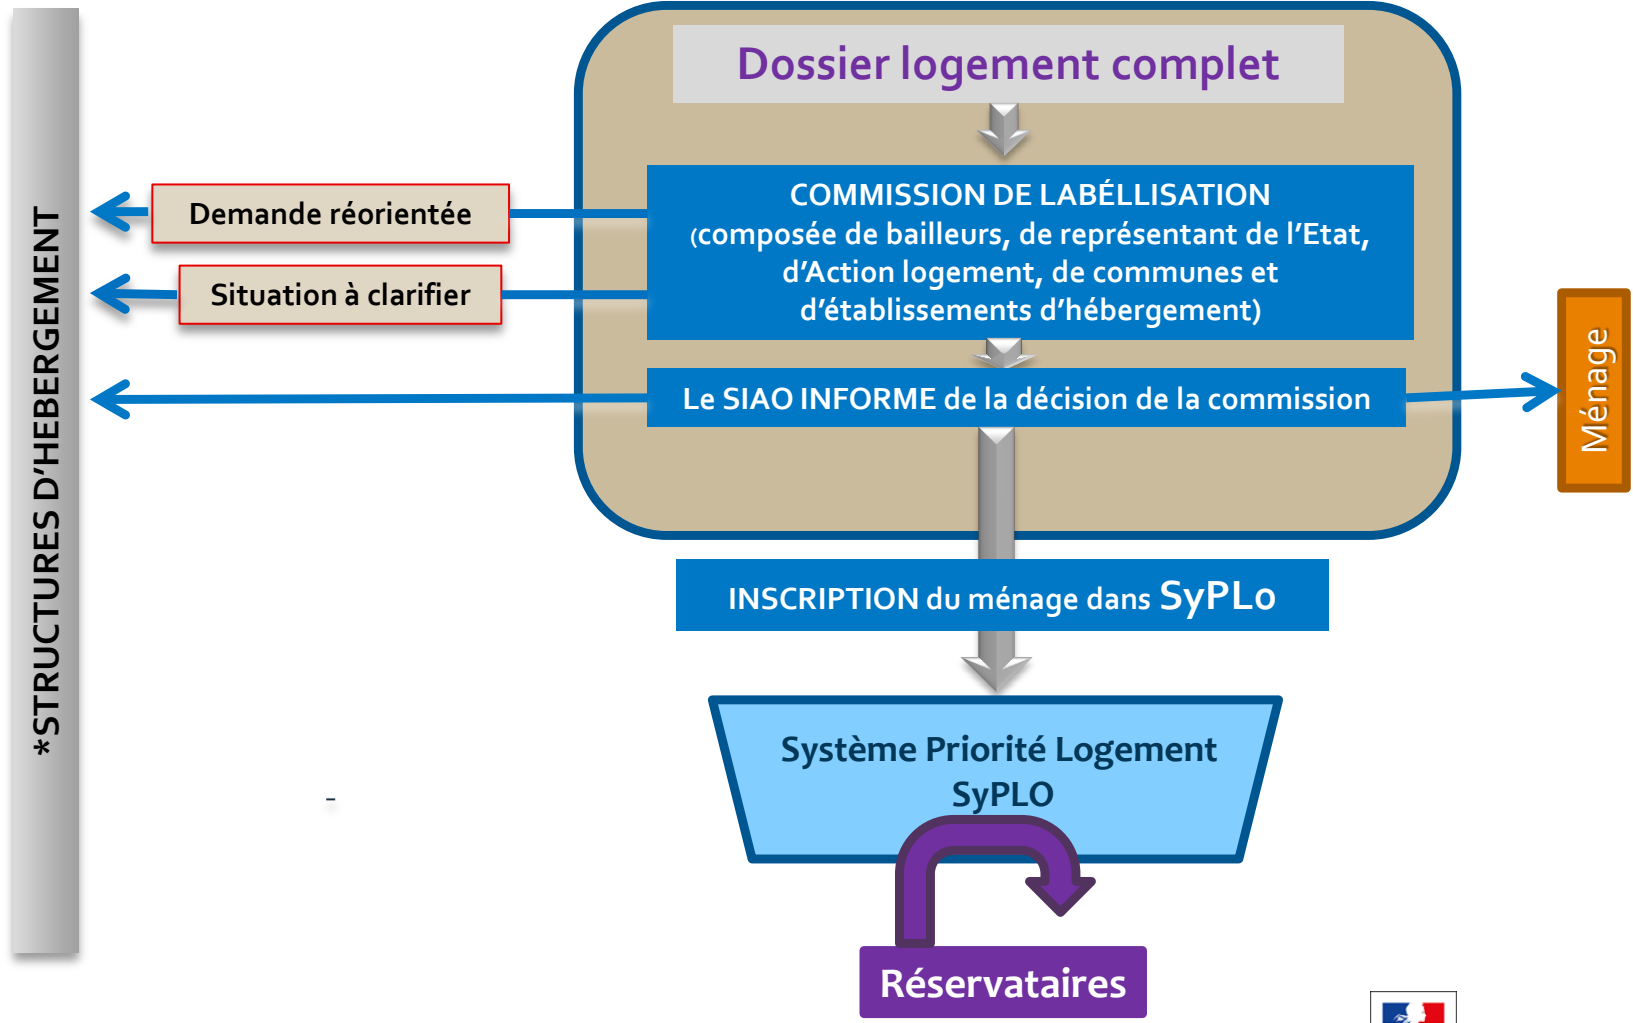 Dossier logement complet
COMMISSION DE LABÉLLISATION
(composée de bailleurs, de représentant de l'Etat,
d'Action logement, de communes et
d'établissements d'hébergement)
Demande réorientée
Situation à clarifier
Le SIAO INFORME de la décision de la commission
Ménage
*STRUCTURES D'HEBERGEMENT
INSCRIPTION du ménage dans SyPLo
Système Priorité Logement
SyPLO
-
Réservataires